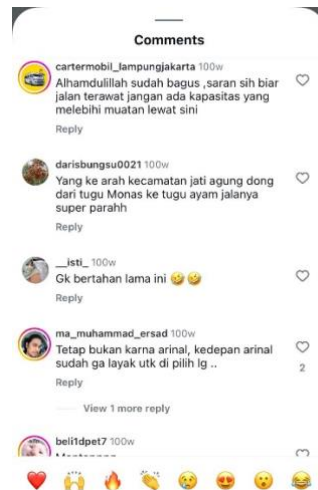 Comments
cartermobil_lampungjakarta 100w
Alhamdulillah sudah bagus ,saran sih biar
jalan terawat jangan ada kapasitas yang
melebihi muatan lewat sini
Reply
darisbungsu0021 100w
Yang ke arah kecamatan jati agung dong
dari tugu Monas ke tugu ayam jalanya
super parahh
Reply
__isti_ 100w
Gk bertahan lama ini 🤣🤣
Reply
ma_muhammad_ersad 100w
Tetap bukan karna arinal, kedepan arinal
sudah ga layak utk di pilih lg ..
2
Reply
View 1 more reply
beli1dpet7 100w